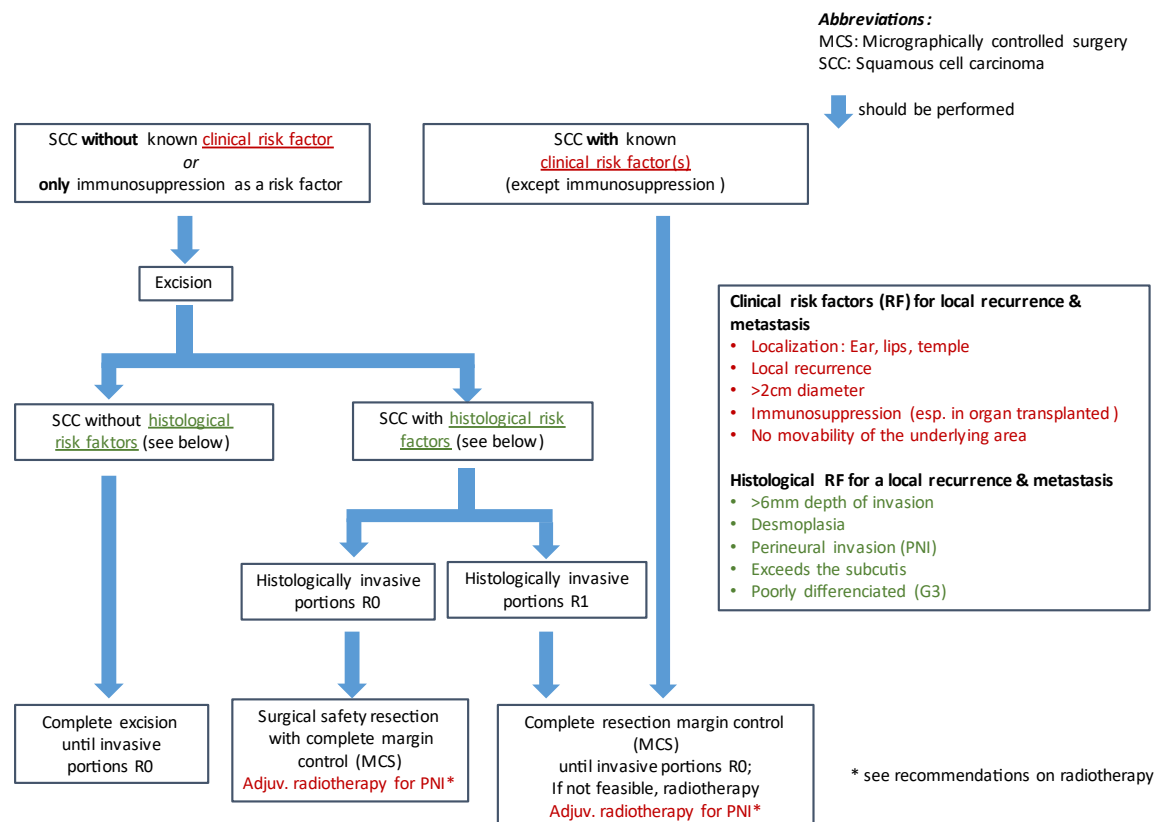 Abbreviations:
MCS: Micrographically controlled surgery
SCC: Squamous cell carcinoma
should be performed
SCC without known clinical risk factor
or
only immunosuppression as a risk factor
SCC with known
clinical risk factor(s)
(except immunosuppression )
Excision
SCC without histological
risk faktors (see below)
SCC with histological risk
factors (see below)
Histologically invasive
portions R0
Histologically invasive
portions R1
Complete excision
until invasive
portions R0
Surgical safety resection
with complete margin
control (MCS)
Adjuv. radiotherapy for PNI*
Complete resection margin control
(MCS)
until invasive portions R0;
If not feasible, radiotherapy
Adjuv. radiotherapy for PNI*
Clinical risk factors (RF) for local recurrence &
metastasis
• Localization: Ear, lips, temple
• Local recurrence
• >2cm diameter
• Immunosuppression (esp. in organ transplanted )
• No movability of the underlying area
Histological RF for a local recurrence & metastasis
• >6mm depth of invasion
• Desmoplasia
• Perineural invasion (PNI)
• Exceeds the subcutis
• Poorly differenciated (G3)
* see recommendations on radiotherapy